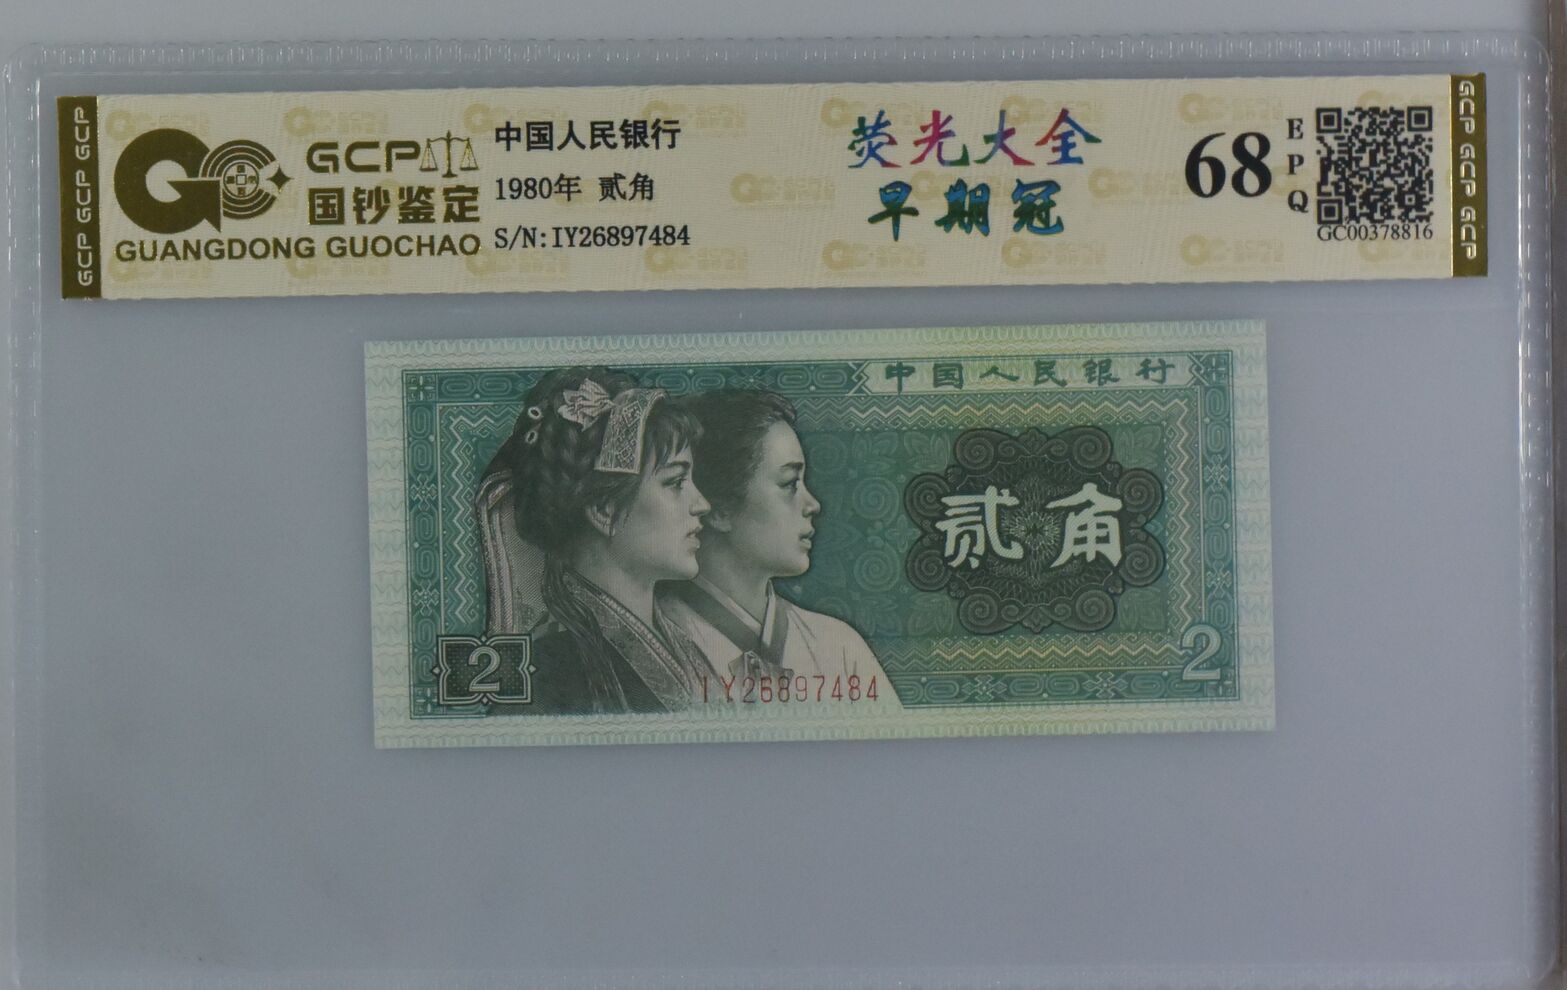 GCP GCP GCP
GCP
国钞鉴定
GUANGDONG GUOCHAO
中国人民银行
1980年 贰角
S/N:IY26897484
荧光大全
早期冠
68
EPQ
GC00378816
GCP GCP GCP
中国人民银行
贰角
2
2
IY26897484